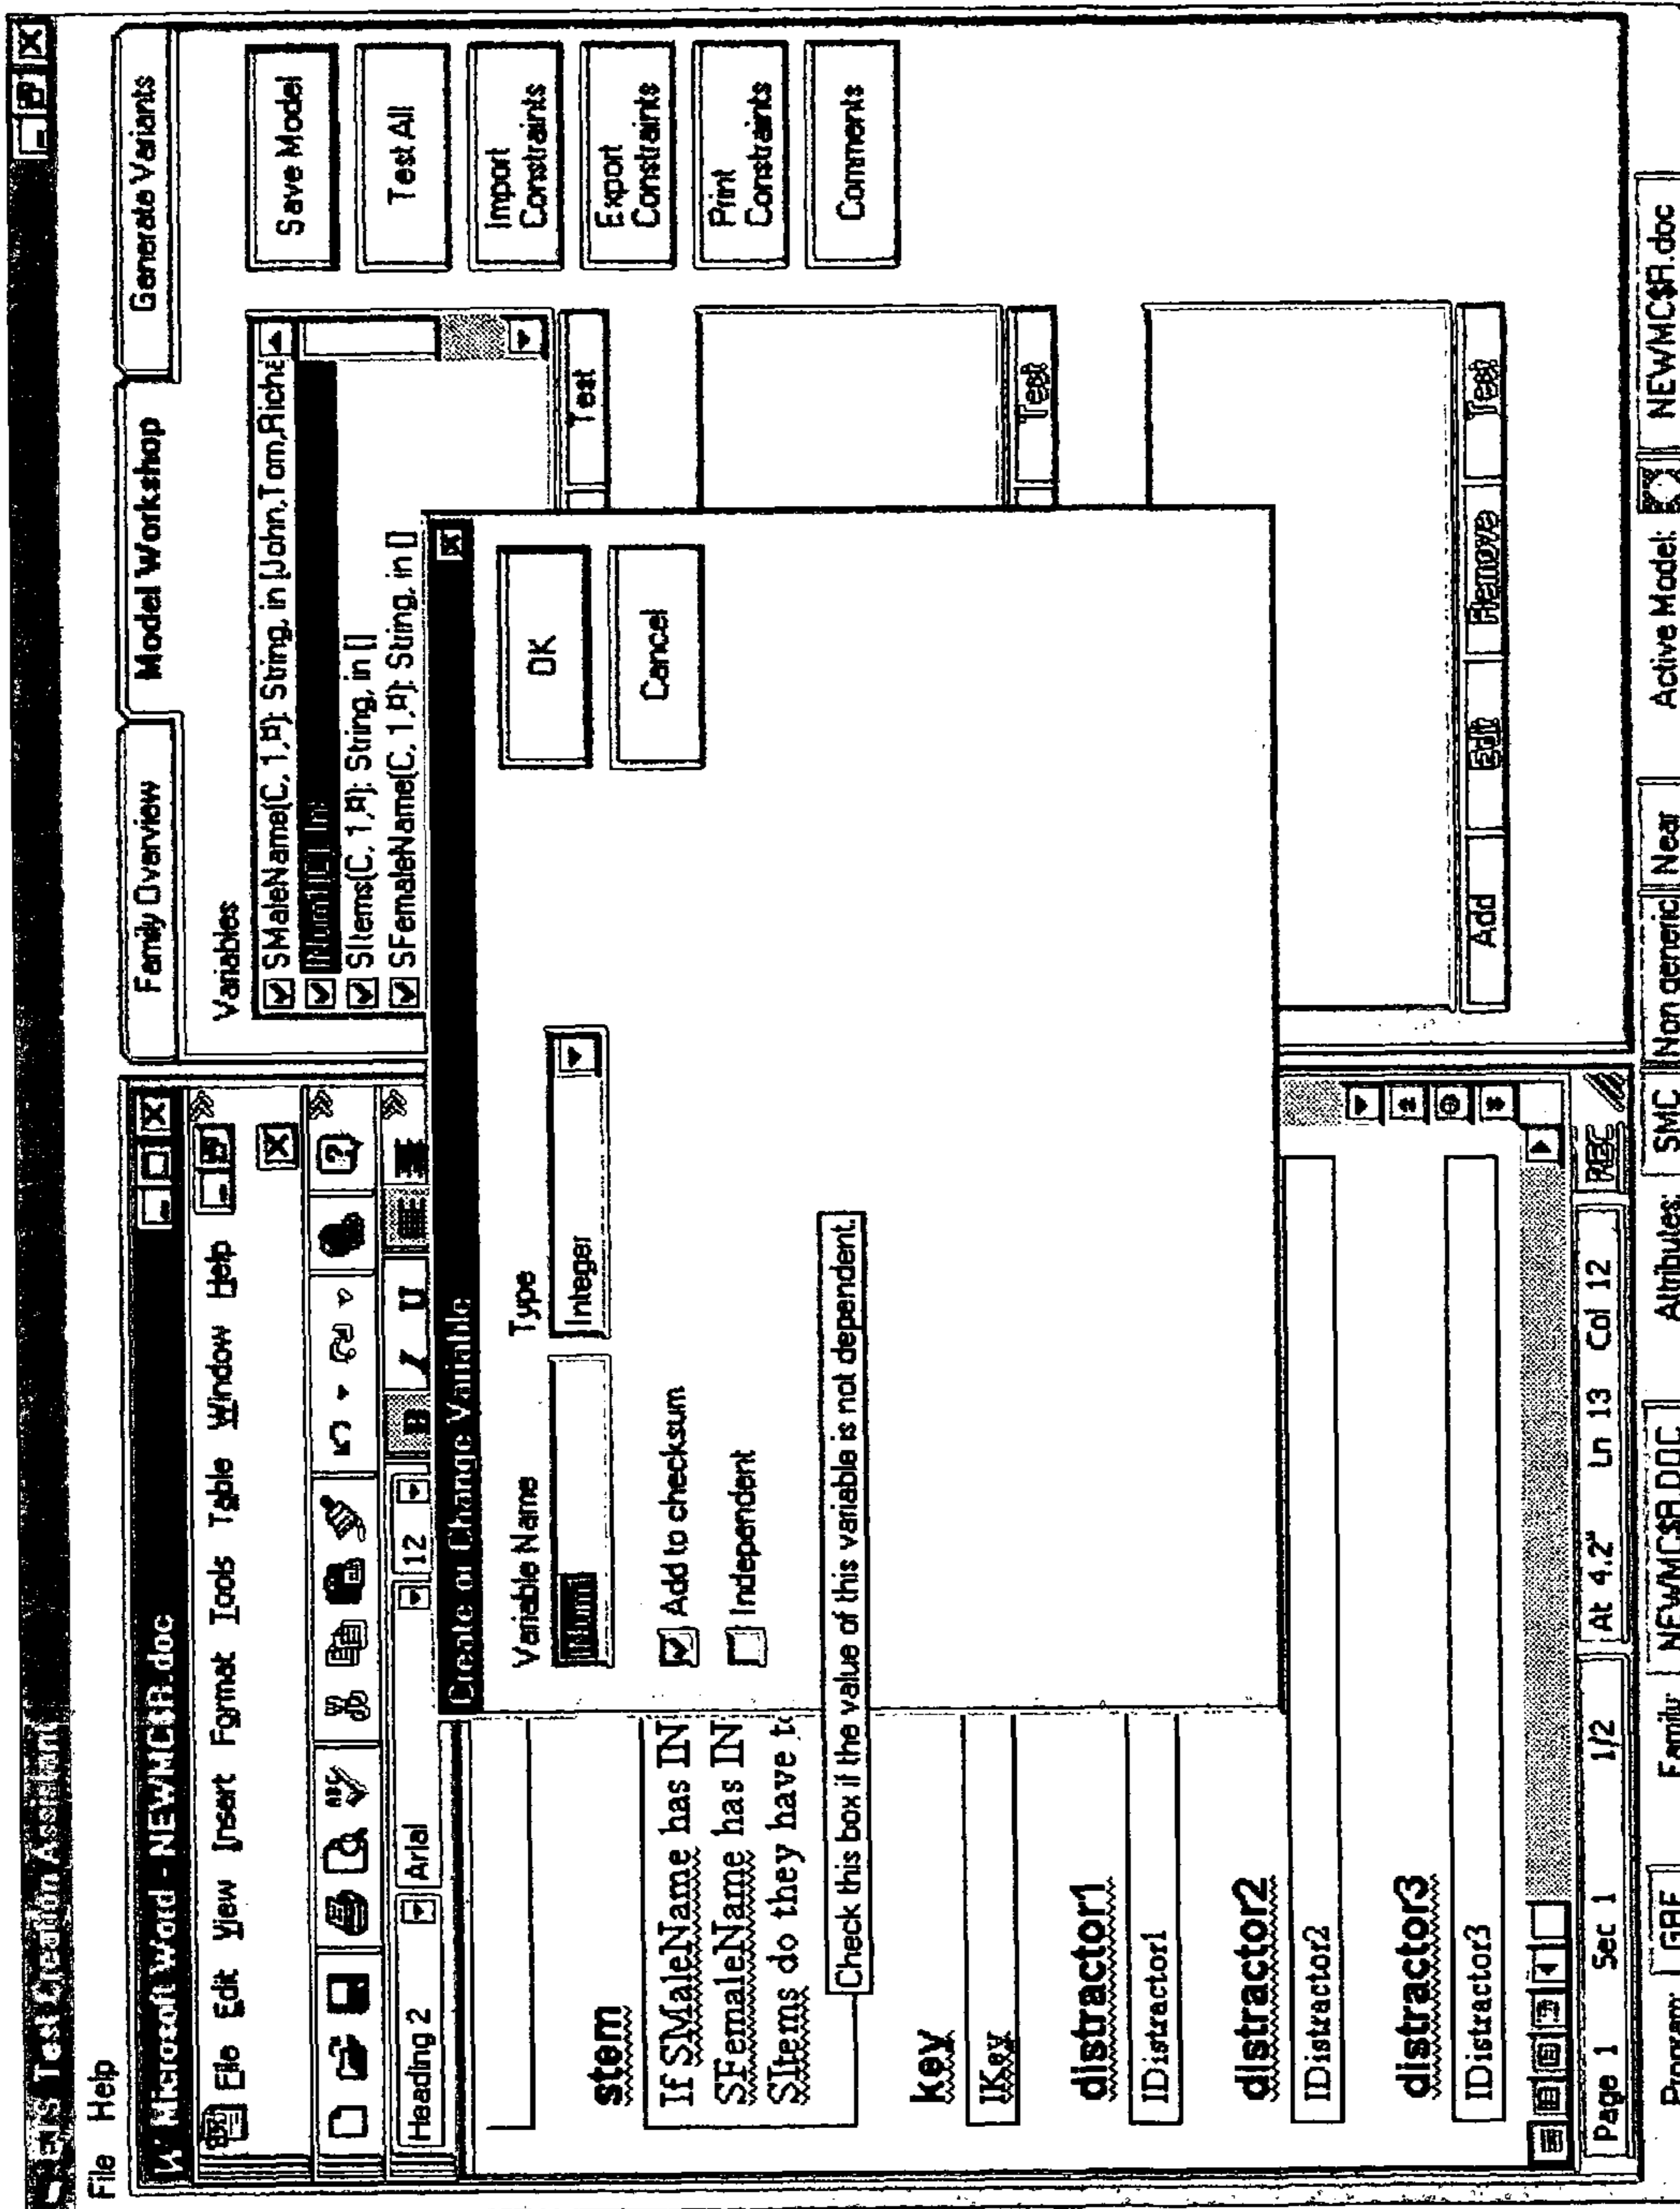 Test Creation Assistant
File Help
Microsoft Word - NEWMC$R.doc
File Edit View Insert Format Tools Table Window Help
Heading 2 Arial 12 B I U
stem
If SMaleName has IN
SFemaleName has IN
SItems do they have to
key
IKey
distractor1
IDistractor1
distractor2
IDistractor2
distractor3
IDistractor3
Page 1 Sec 1 1/2 At 4.2" Ln 13 Col 12 REC
Family Overview
Model Workshop
Generate Variants
Variables
SMaleName(C, 1,¤): String, in [John,Tom,Richa
SItems(C, 1,¤): String, in []
SFemaleName(C, 1,¤): String, in []
Test
Test
Add Edit Remove Test
Save Model
Test All
Import
Constraints
Export
Constraints
Print
Constraints
Comments
Create or Change Variable
Variable Name
Type
Integer
Add to checksum
Independent
Check this box if the value of this variable is not dependent.
OK
Cancel
Program: GRE Family: NEWMC$R.DOC Attributes: SMC Non generic Near Active Model: NEWMC$R.doc